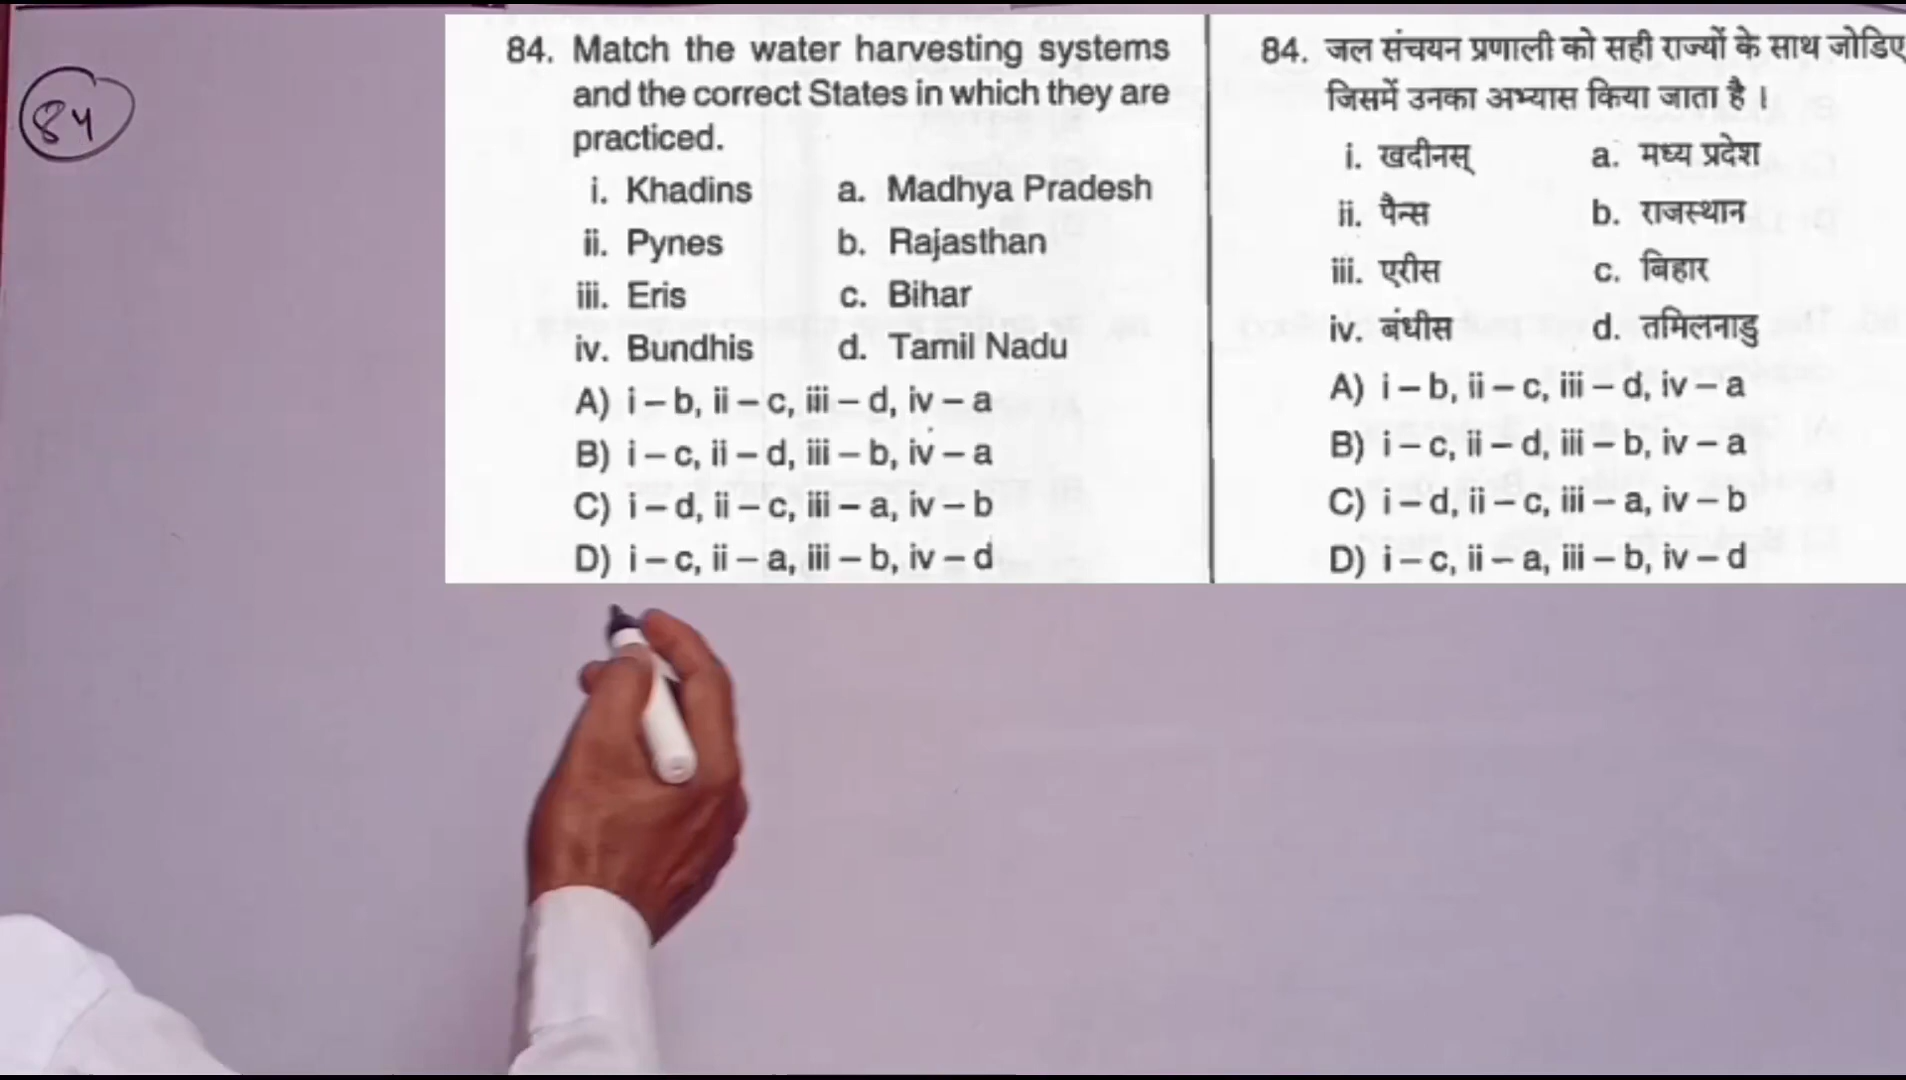 84
84. Match the water harvesting systems
and the correct States in which they are
practiced.
i. Khadins a. Madhya Pradesh
ii. Pynes b. Rajasthan
iii. Eris c. Bihar
iv. Bundhis d. Tamil Nadu
A) i – b, ii – c, iii – d, iv – a
B) i – c, ii – d, iii – b, iv – a
C) i – d, ii – c, iii – a, iv – b
D) i – c, ii – a, iii – b, iv – d
84. जल संचयन प्रणाली को सही राज्यों के साथ जोडिए
जिसमें उनका अभ्यास किया जाता है ।
i. खदीनस् a. मध्य प्रदेश
ii. पैन्स b. राजस्थान
iii. एरीस c. बिहार
iv. बंधीस d. तमिलनाडु
A) i – b, ii – c, iii – d, iv – a
B) i – c, ii – d, iii – b, iv – a
C) i – d, ii – c, iii – a, iv – b
D) i – c, ii – a, iii – b, iv – d